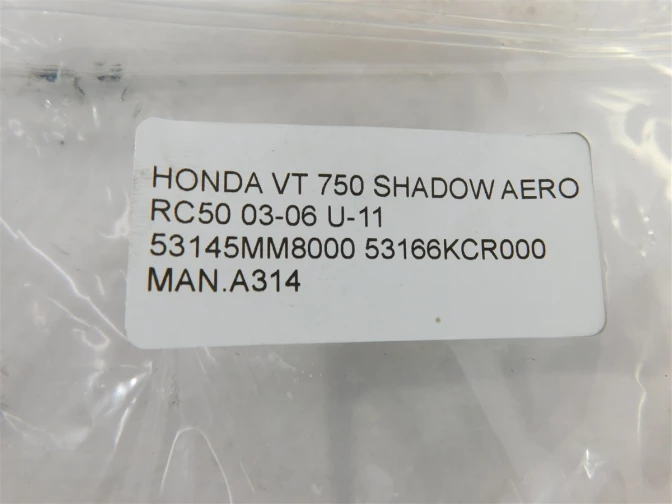 HONDA VT 750 SHADOW AERO
RC50 03-06 U-11
53145MM8000 53166KCR000
MAN.A314